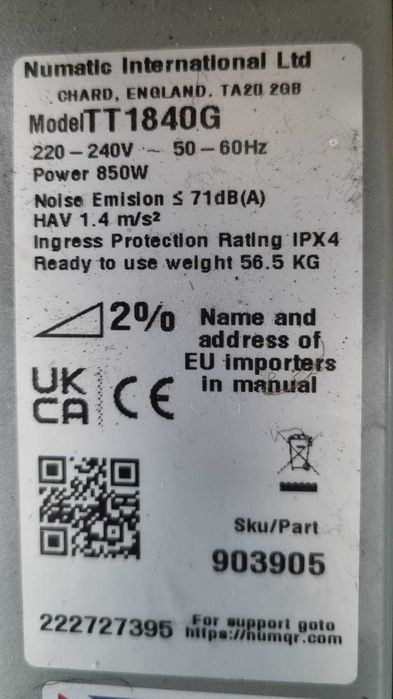 Numatic International Ltd
CHARD, ENGLAND. TA20 2GB
Model TT1840G
220 – 240V ~ 50 – 60Hz
Power 850W
Noise Emision ≤ 71dB(A)
HAV 1.4 m/s²
Ingress Protection Rating IPX4
Ready to use weight 56.5 KG
2%
Name and
address of
EU importers
in manual
UK
CA
CE
Sku/Part
903905
222727395
For support goto
https://numqr.com